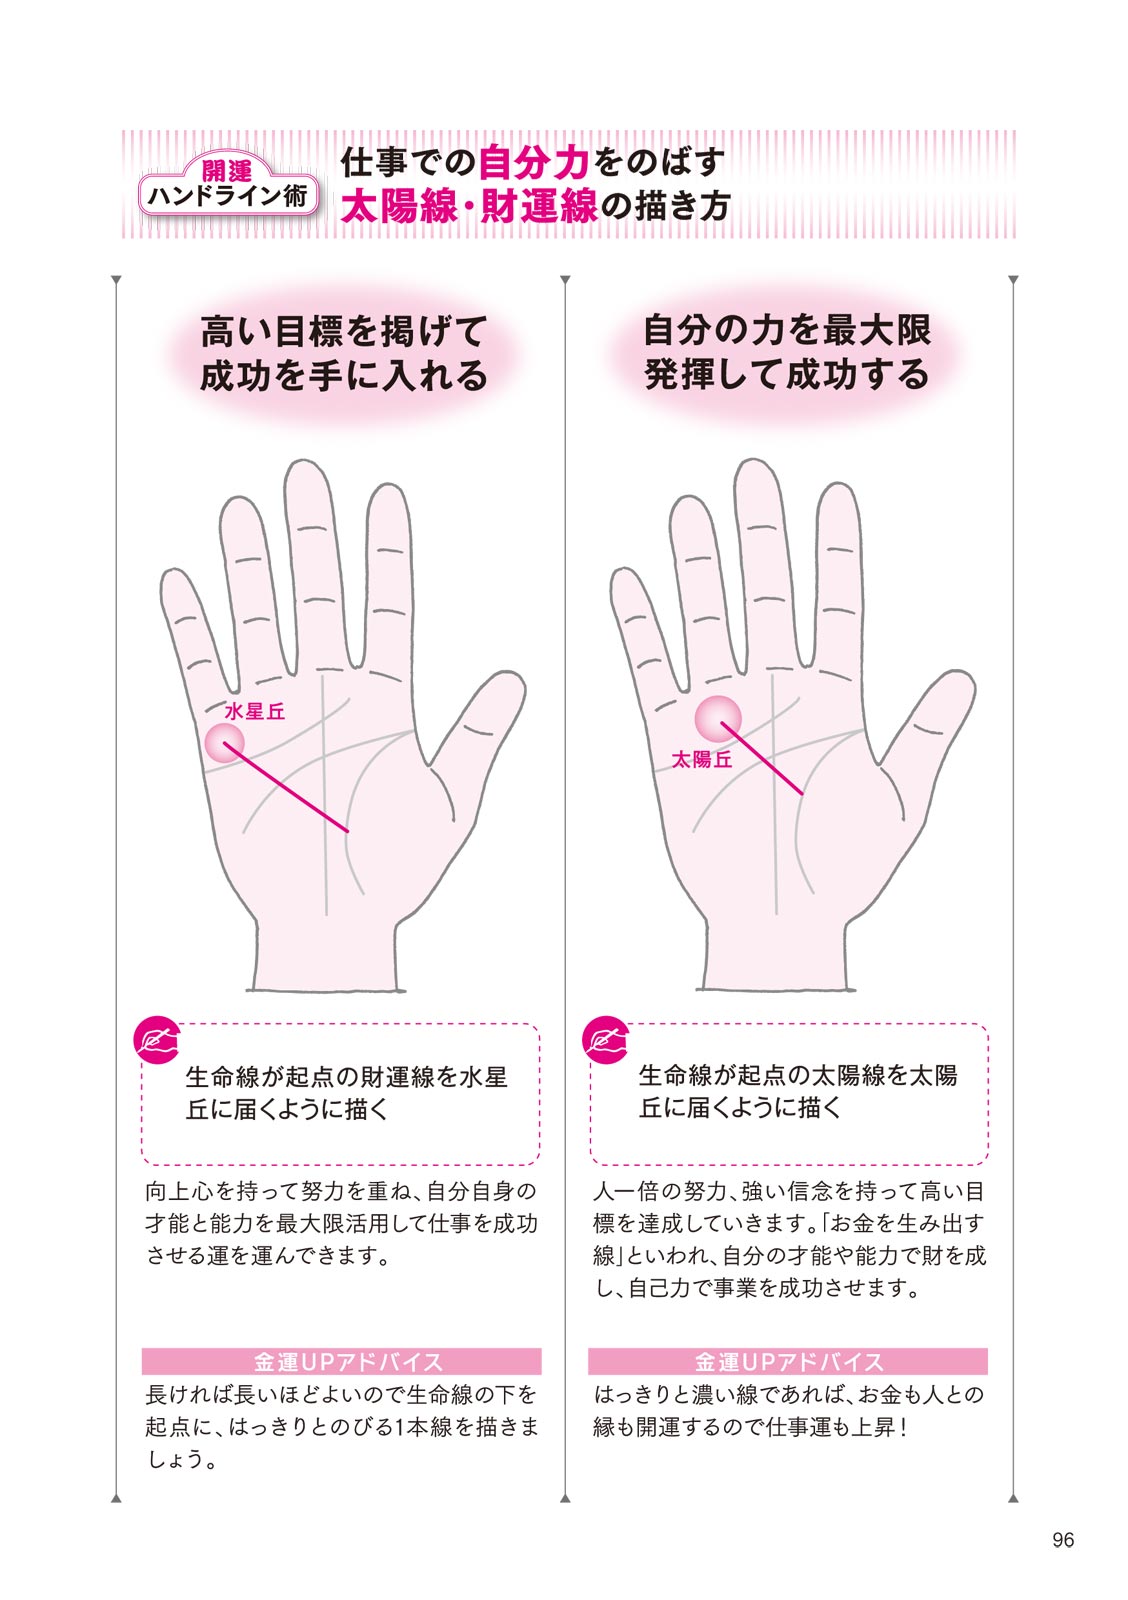 開運
ハンドライン術
仕事での自分力をのばす
太陽線・財運線の描き方
高い目標を掲げて
成功を手に入れる
水星丘
生命線が起点の財運線を水星
丘に届くように描く
向上心を持って努力を重ね、自分自身の
才能と能力を最大限活用して仕事を成功
させる運を運んできます。
金運UPアドバイス
長ければ長いほどよいので生命線の下を
起点に、はっきりとのびる1本線を描きま
しょう。
自分の力を最大限
発揮して成功する
太陽丘
生命線が起点の太陽線を太陽
丘に届くように描く
人一倍の努力、強い信念を持って高い目
標を達成していきます。「お金を生み出す
線」といわれ、自分の才能や能力で財を成
し、自己力で事業を成功させます。
金運UPアドバイス
はっきりと濃い線であれば、お金も人との
縁も開運するので仕事運も上昇！
96